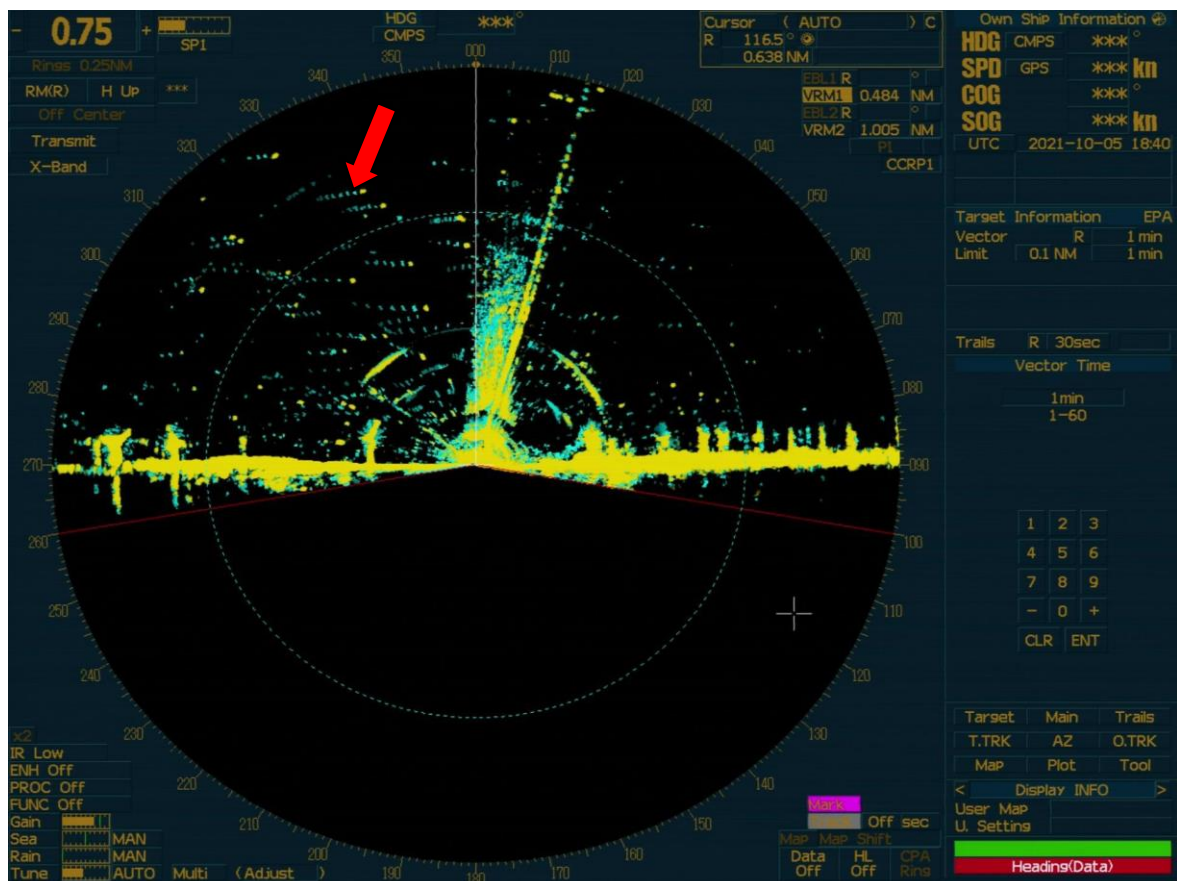 - 0.75 +
SP1
Rings 0.25NM
RM(R) H Up ***
Off Center
Transmit
X-Band
HDG ***°
CMPS
Cursor ( AUTO ) C
R 116.5°
0.638 NM
EBL1 R °
VRM1 0.484 NM
EBL2 R °
VRM2 1.005 NM
P1
CCRP1
000
010
020
030
040
050
060
070
080
090
100
110
120
130
140
150
160
170
180
190
200
210
220
230
240
250
260
270
280
290
300
310
320
330
340
350
Own Ship Information
HDG CMPS ***°
SPD GPS *** kn
COG ***°
SOG *** kn
UTC 2021-10-05 18:40
Target Information EPA
Vector R 1 min
Limit 0.1 NM 1 min
Trails R 30sec
Vector Time
1min
1-60
1 2 3
4 5 6
7 8 9
- 0 +
CLR ENT
Target Main Trails
T.TRK AZ O.TRK
Map Plot Tool
< Display INFO >
User Map
U. Setting
Heading(Data)
x2
IR Low
ENH Off
PROC Off
FUNC Off
Gain
Sea MAN
Rain MAN
Tune AUTO Multi (Adjust )
Mark
Off sec
Map Map Shift
Data HL CPA
Off Off Ring